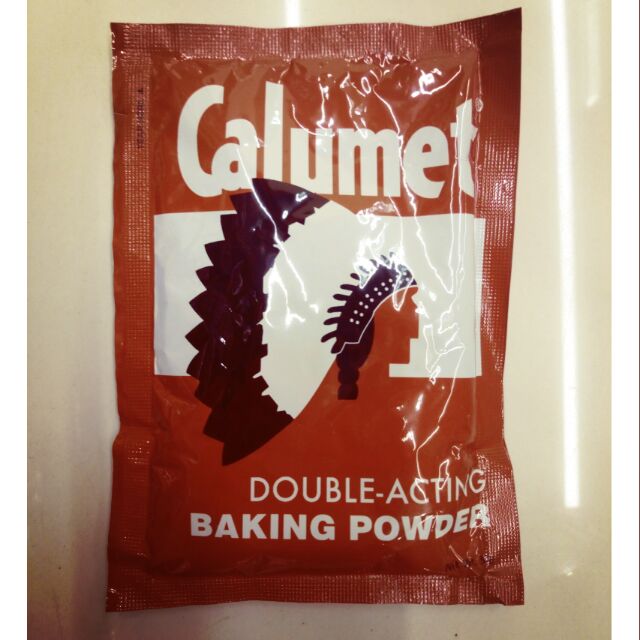 Calumet
DOUBLE-ACTING
BAKING POWDER